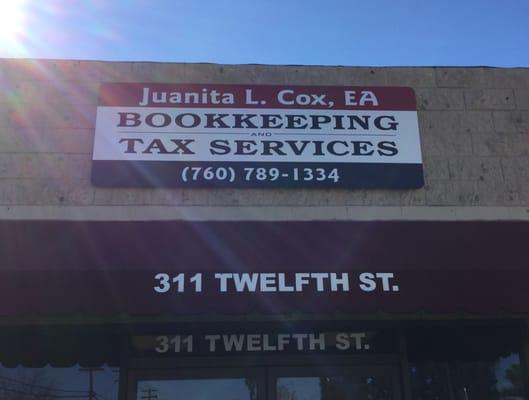 Juanita L. Cox, EA
BOOKKEEPING
AND
TAX SERVICES
(760) 789-1334
311 TWELFTH ST.
311 TWELFTH ST.